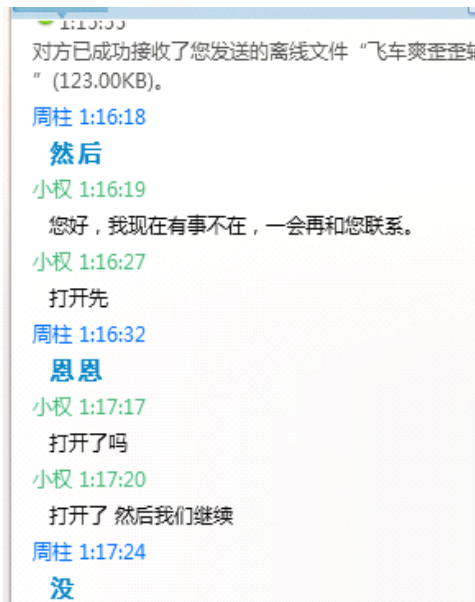 对方已成功接收了您发送的离线文件“飞车爽歪歪
”(123.00KB)。
周柱 1:16:18
然后
小权 1:16:19
您好，我现在有事不在，一会再和您联系。
小权 1:16:27
打开先
周柱 1:16:32
恩恩
小权 1:17:17
打开了吗
小权 1:17:20
打开了 然后我们继续
周柱 1:17:24
没